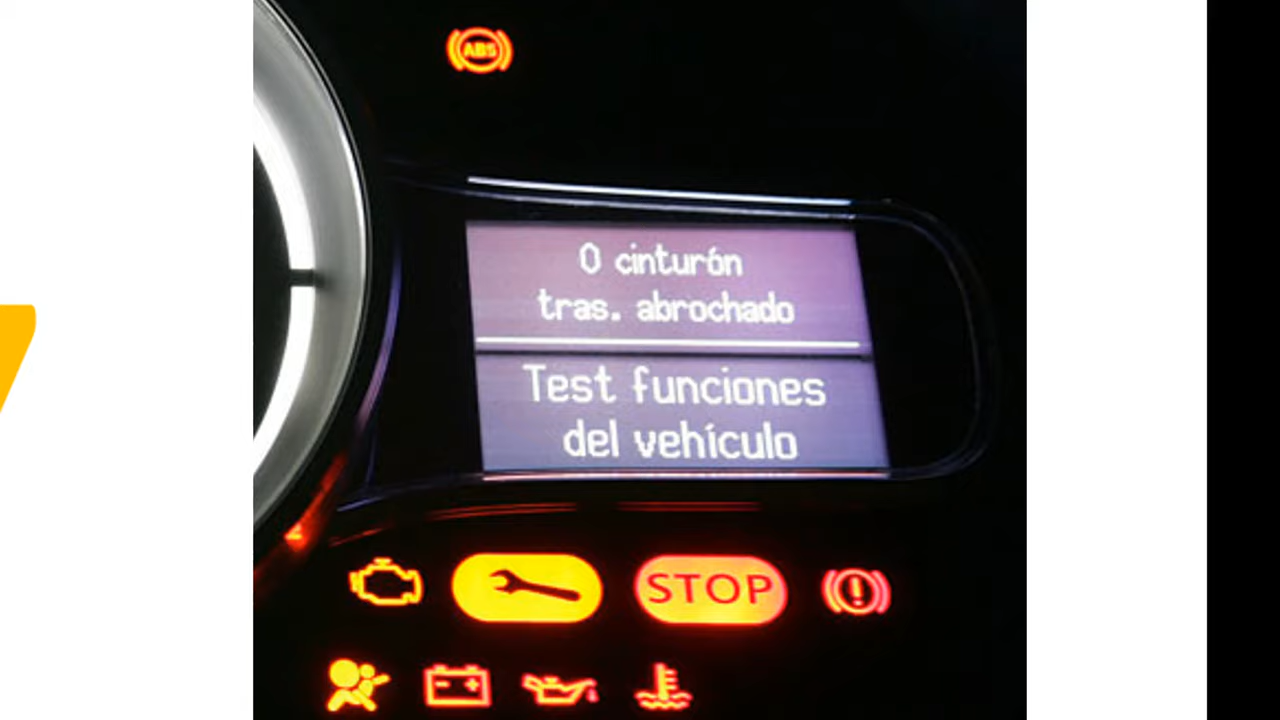 ABS
0 cinturón
tras. abrochado
Test funciones
del vehículo
STOP